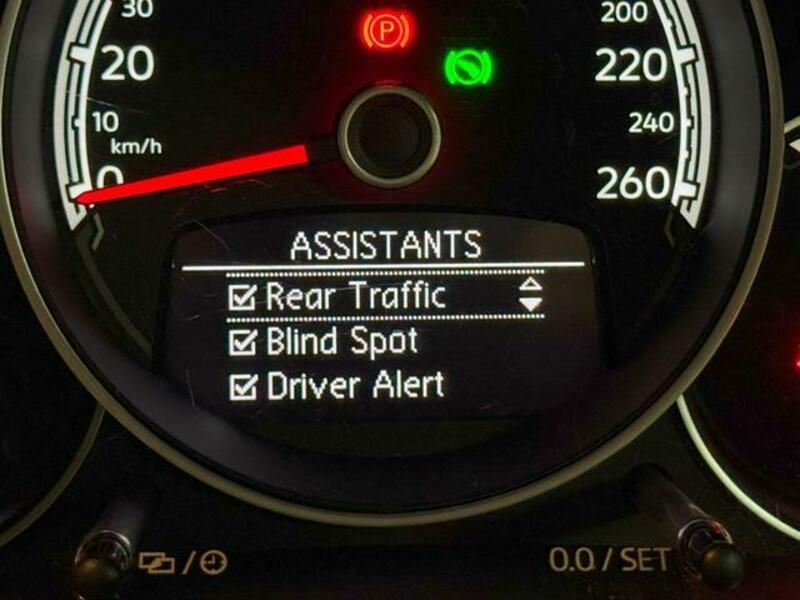 30
200
P
20
220
10
240
km/h
0
260
ASSISTANTS
Rear Traffic
Blind Spot
Driver Alert
0.0 / SET